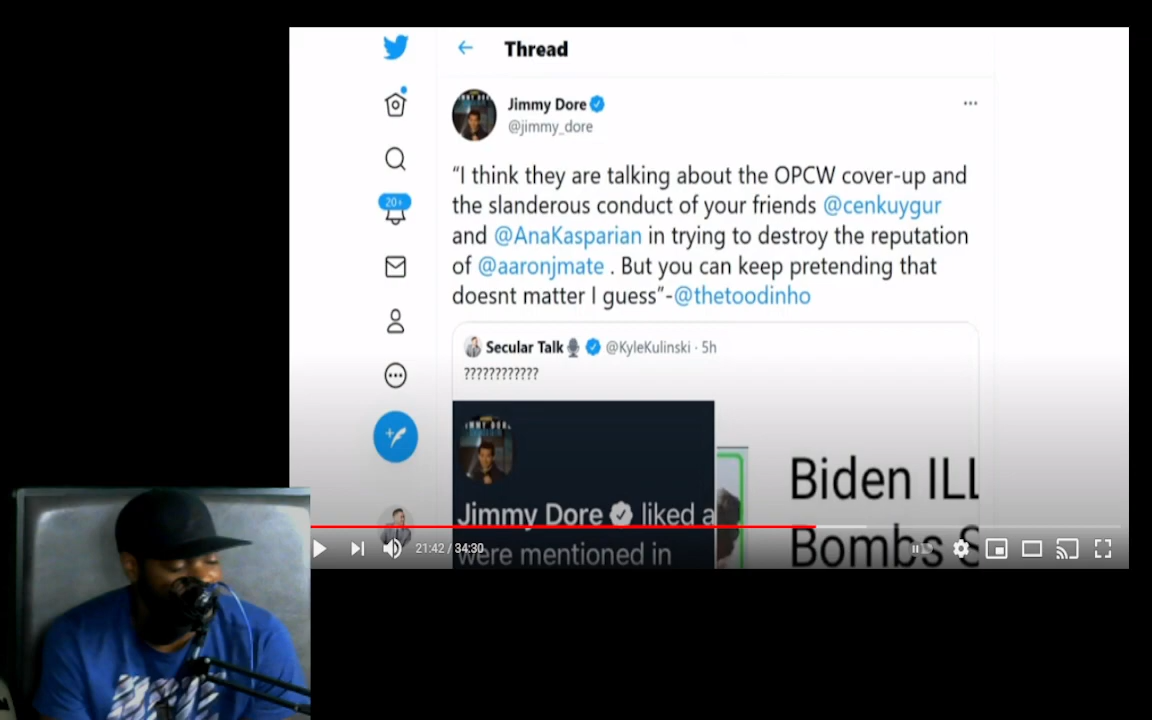 Thread
Jimmy Dore
@jimmy_dore
“I think they are talking about the OPCW cover-up and
the slanderous conduct of your friends @cenkuygur
and @AnaKasparian in trying to destroy the reputation
of @aaronjmate . But you can keep pretending that
doesnt matter I guess”-@thetoodinho
20+
Secular Talk @KyleKulinski · 5h
????????????
Jimmy Dore liked a
were mentioned in
Biden ILL
Bombs S
21:42 / 34:30